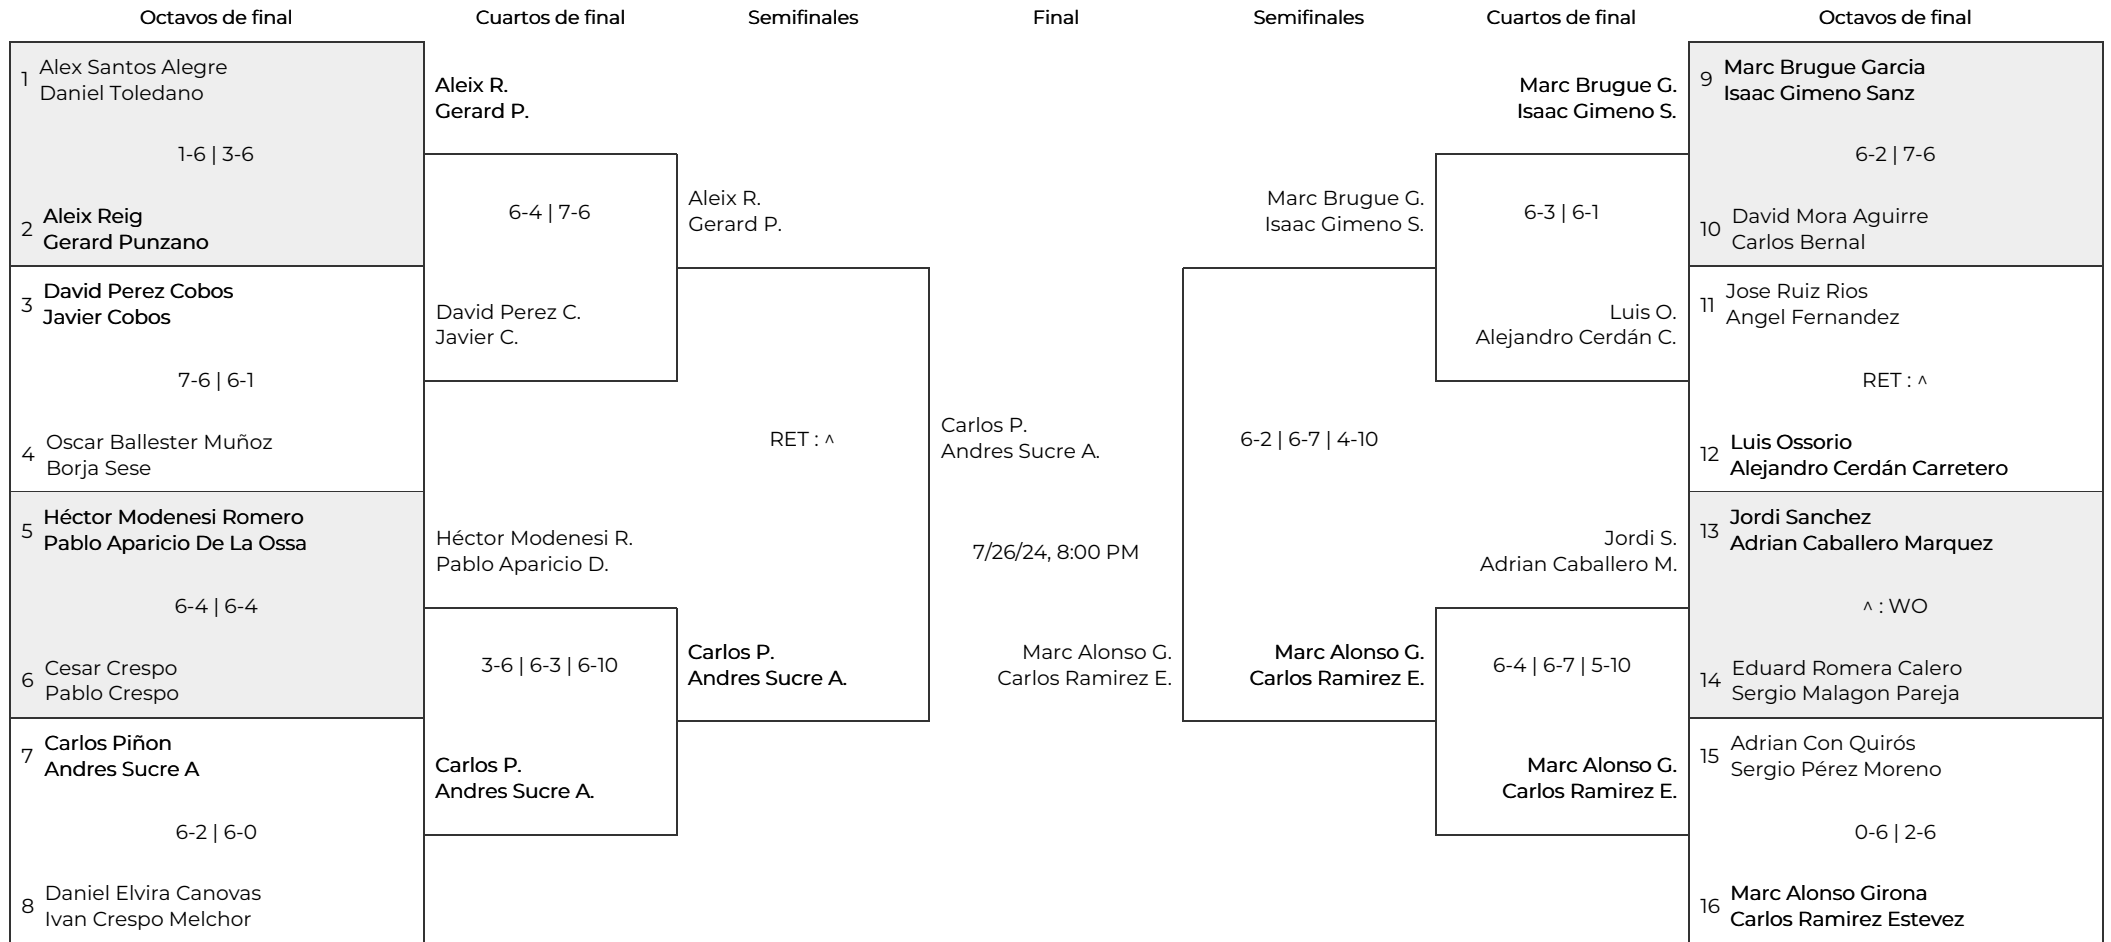 Octavos de final
Cuartos de final
Semifinales
Final
Semifinales
Cuartos de final
Octavos de final
1
Alex Santos Alegre
Daniel Toledano
1-6 | 3-6
2
Aleix Reig
Gerard Punzano
3
David Perez Cobos
Javier Cobos
7-6 | 6-1
4
Oscar Ballester Muñoz
Borja Sese
5
Héctor Modenesi Romero
Pablo Aparicio De La Ossa
6-4 | 6-4
6
Cesar Crespo
Pablo Crespo
7
Carlos Piñon
Andres Sucre A
6-2 | 6-0
8
Daniel Elvira Canovas
Ivan Crespo Melchor
Aleix R.
Gerard P.
6-4 | 7-6
David Perez C.
Javier C.
Héctor Modenesi R.
Pablo Aparicio D.
3-6 | 6-3 | 6-10
Carlos P.
Andres Sucre A.
Aleix R.
Gerard P.
RET : ^
Carlos P.
Andres Sucre A.
Carlos P.
Andres Sucre A.
7/26/24, 8:00 PM
Marc Alonso G.
Carlos Ramirez E.
Marc Brugue G.
Isaac Gimeno S.
6-2 | 6-7 | 4-10
Marc Alonso G.
Carlos Ramirez E.
Marc Brugue G.
Isaac Gimeno S.
6-3 | 6-1
Luis O.
Alejandro Cerdán C.
Jordi S.
Adrian Caballero M.
6-4 | 6-7 | 5-10
Marc Alonso G.
Carlos Ramirez E.
9
Marc Brugue Garcia
Isaac Gimeno Sanz
6-2 | 7-6
10
David Mora Aguirre
Carlos Bernal
11
Jose Ruiz Rios
Angel Fernandez
RET : ^
12
Luis Ossorio
Alejandro Cerdán Carretero
13
Jordi Sanchez
Adrian Caballero Marquez
^ : WO
14
Eduard Romera Calero
Sergio Malagon Pareja
15
Adrian Con Quirós
Sergio Pérez Moreno
0-6 | 2-6
16
Marc Alonso Girona
Carlos Ramirez Estevez